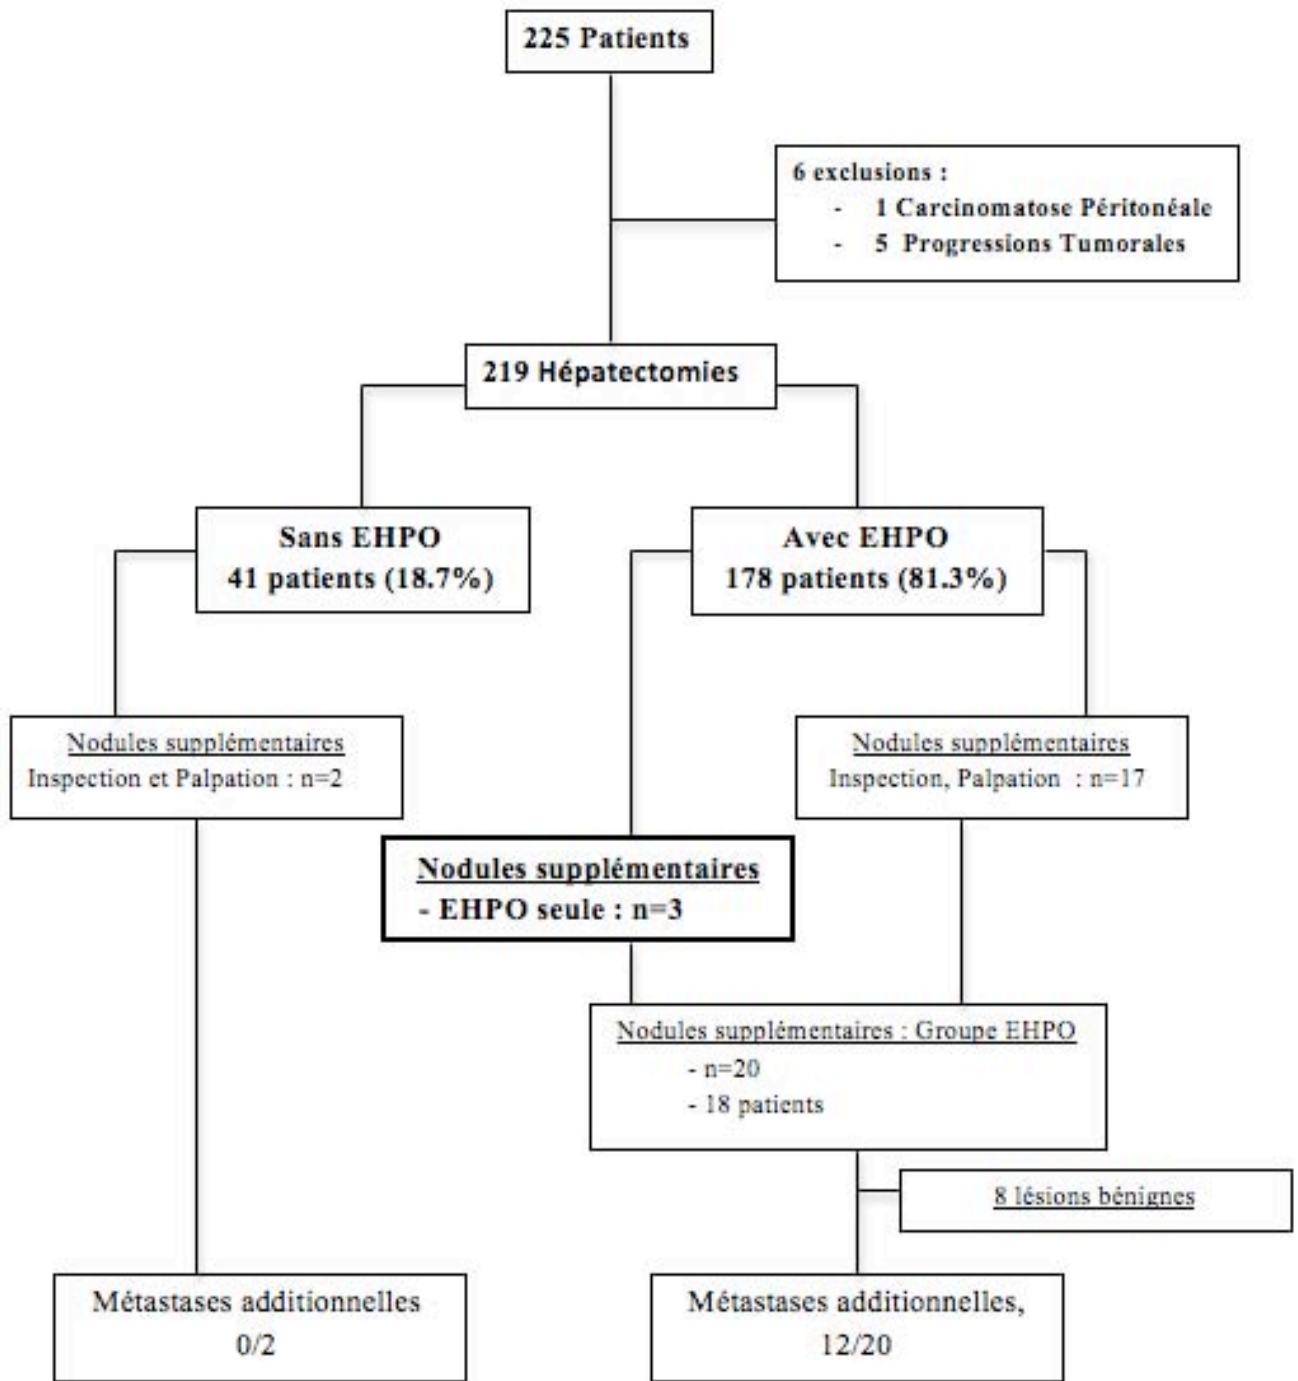 225 Patients
6 exclusions :
- 1 Carcinomatose Péritonéale
- 5 Progressions Tumorales
219 Hépatectomies
Sans EHPO
41 patients (18.7%)
Avec EHPO
178 patients (81.3%)
Nodules supplémentaires
Inspection et Palpation : n=2
Nodules supplémentaires
Inspection, Palpation : n=17
Nodules supplémentaires
- EHPO seule : n=3
Nodules supplémentaires : Groupe EHPO
- n=20
- 18 patients
8 lésions bénignes
Métastases additionnelles
0/2
Métastases additionnelles,
12/20